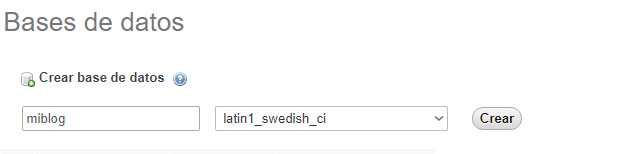 Bases de datos
Crear base de datos
miblog latin1_swedish_ci Crear